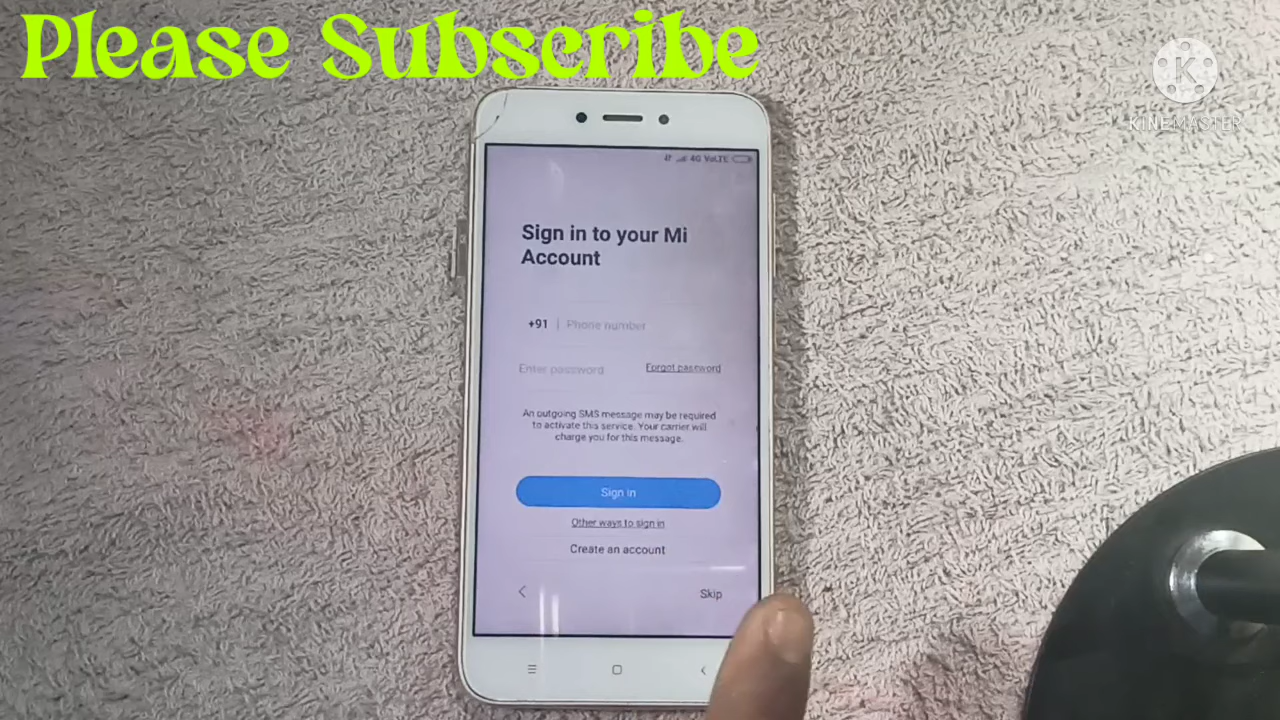 Please Subscribe
KINEMASTER
4G VoLTE
Sign in to your Mi
Account
+91 | Phone number
Enter password Forgot password
An outgoing SMS message may be required
to activate this service. Your carrier will
charge you for this message.
Sign in
Other ways to sign in
Create an account
Skip